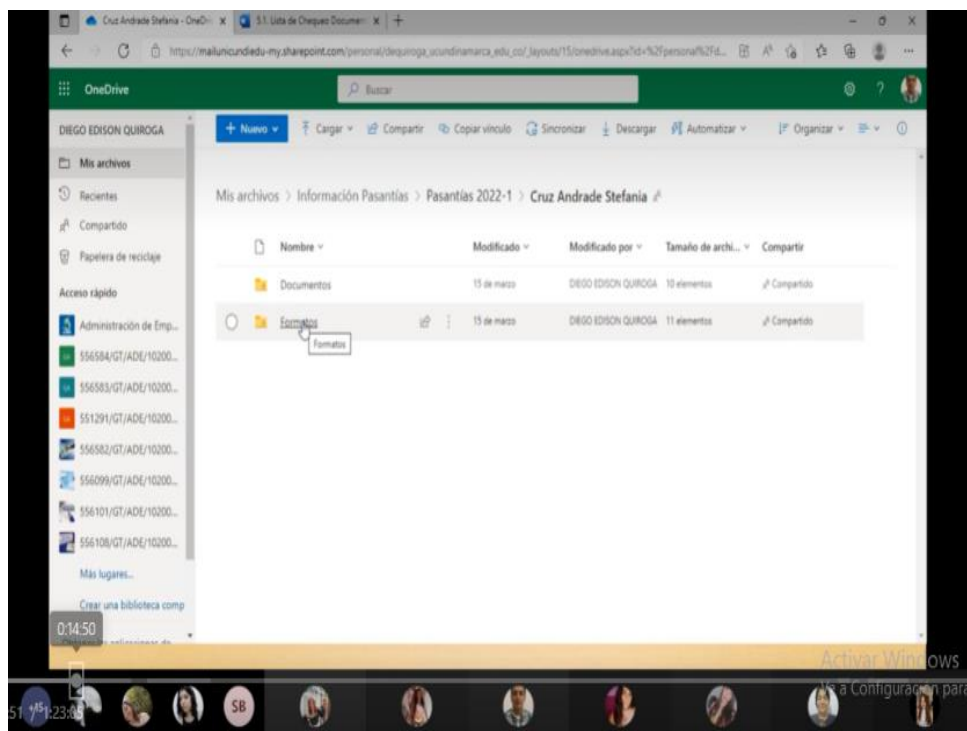 Cruz Andrade Stefania - OneDri
5.1. Lista de Chequeo Documen
OneDrive
Buscar
DIEGO EDISON QUIROGA
Nuevo
Cargar
Compartir
Copiar vínculo
Sincronizar
Descargar
Automatizar
Organizar
Mis archivos
Recientes
Compartido
Papelera de reciclaje
Acceso rápido
Administración de Emp...
556584/GT/ADE/10200...
556583/GT/ADE/10200...
551291/GT/ADE/10200...
556582/GT/ADE/10200...
556099/GT/ADE/10200...
556101/GT/ADE/10200...
556108/GT/ADE/10200...
Más lugares...
Crear una biblioteca comp
Mis archivos > Información Pasantías > Pasantías 2022-1 > Cruz Andrade Stefania
Nombre Modificado Modificado por Tamaño de archi... Compartir
Documentos 15 de marzo DIEGO EDISON QUIROGA 10 elementos Compartido
Formatos 15 de marzo DIEGO EDISON QUIROGA 11 elementos Compartido
Formatos
0:14:50
Activar Windows
Ve a Configuración para
SB